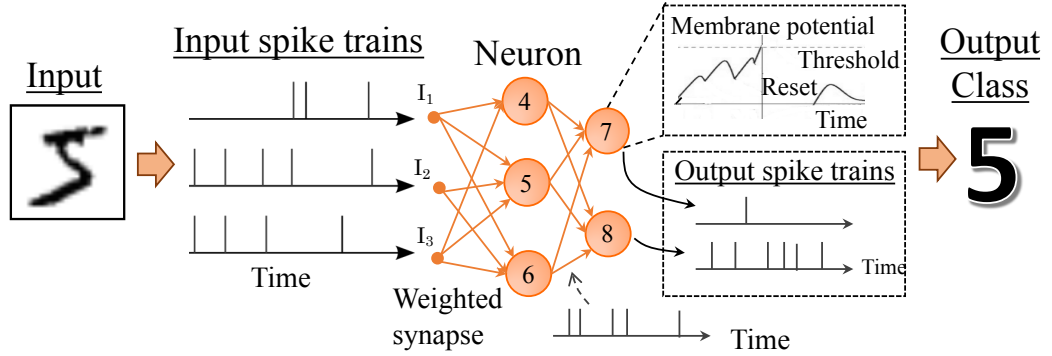 Input
Input spike trains
I1
I2
I3
Time
Neuron
4
5
6
7
8
Weighted
synapse
Time
Membrane potential
Threshold
Reset
Time
Output spike trains
Time
Output
Class
5